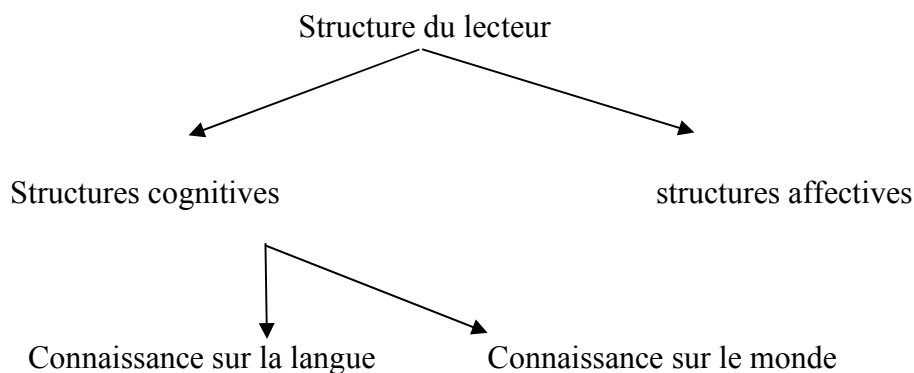 Structure du lecteur
Structures cognitives
structures affectives
Connaissance sur la langue
Connaissance sur le monde